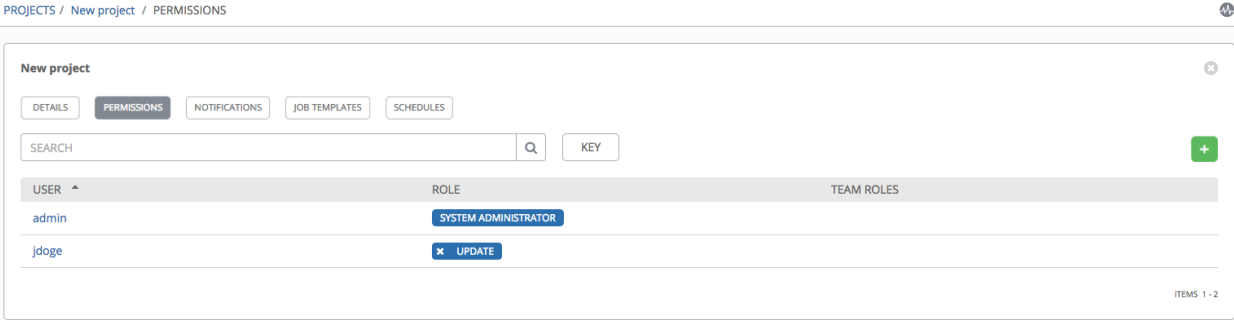 PROJECTS / New project / PERMISSIONS
New project
DETAILS PERMISSIONS NOTIFICATIONS JOB TEMPLATES SCHEDULES
SEARCH KEY
USER ROLE TEAM ROLES
admin SYSTEM ADMINISTRATOR
jdoge UPDATE
ITEMS 1 - 2